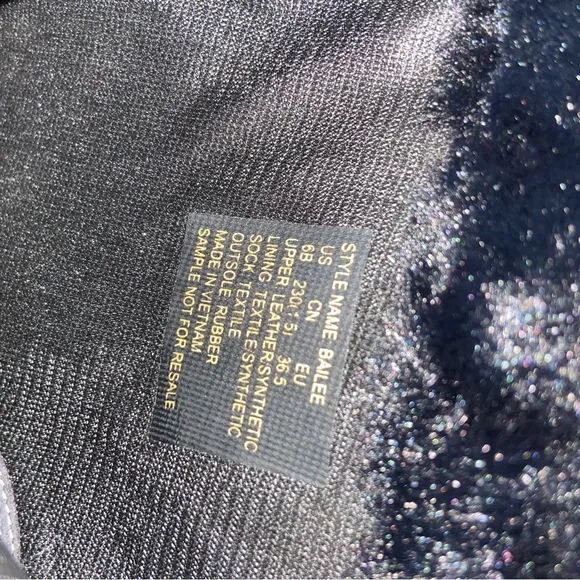 STYLE NAME BAILEE
US CN EU
6B 230(1.5) 36.5
UPPER LEATHER/SYNTHETIC
LINING TEXTILE/SYNTHETIC
SOCK TEXTILE
OUTSOLE RUBBER
MADE IN VIETNAM
SAMPLE NOT FOR RESALE